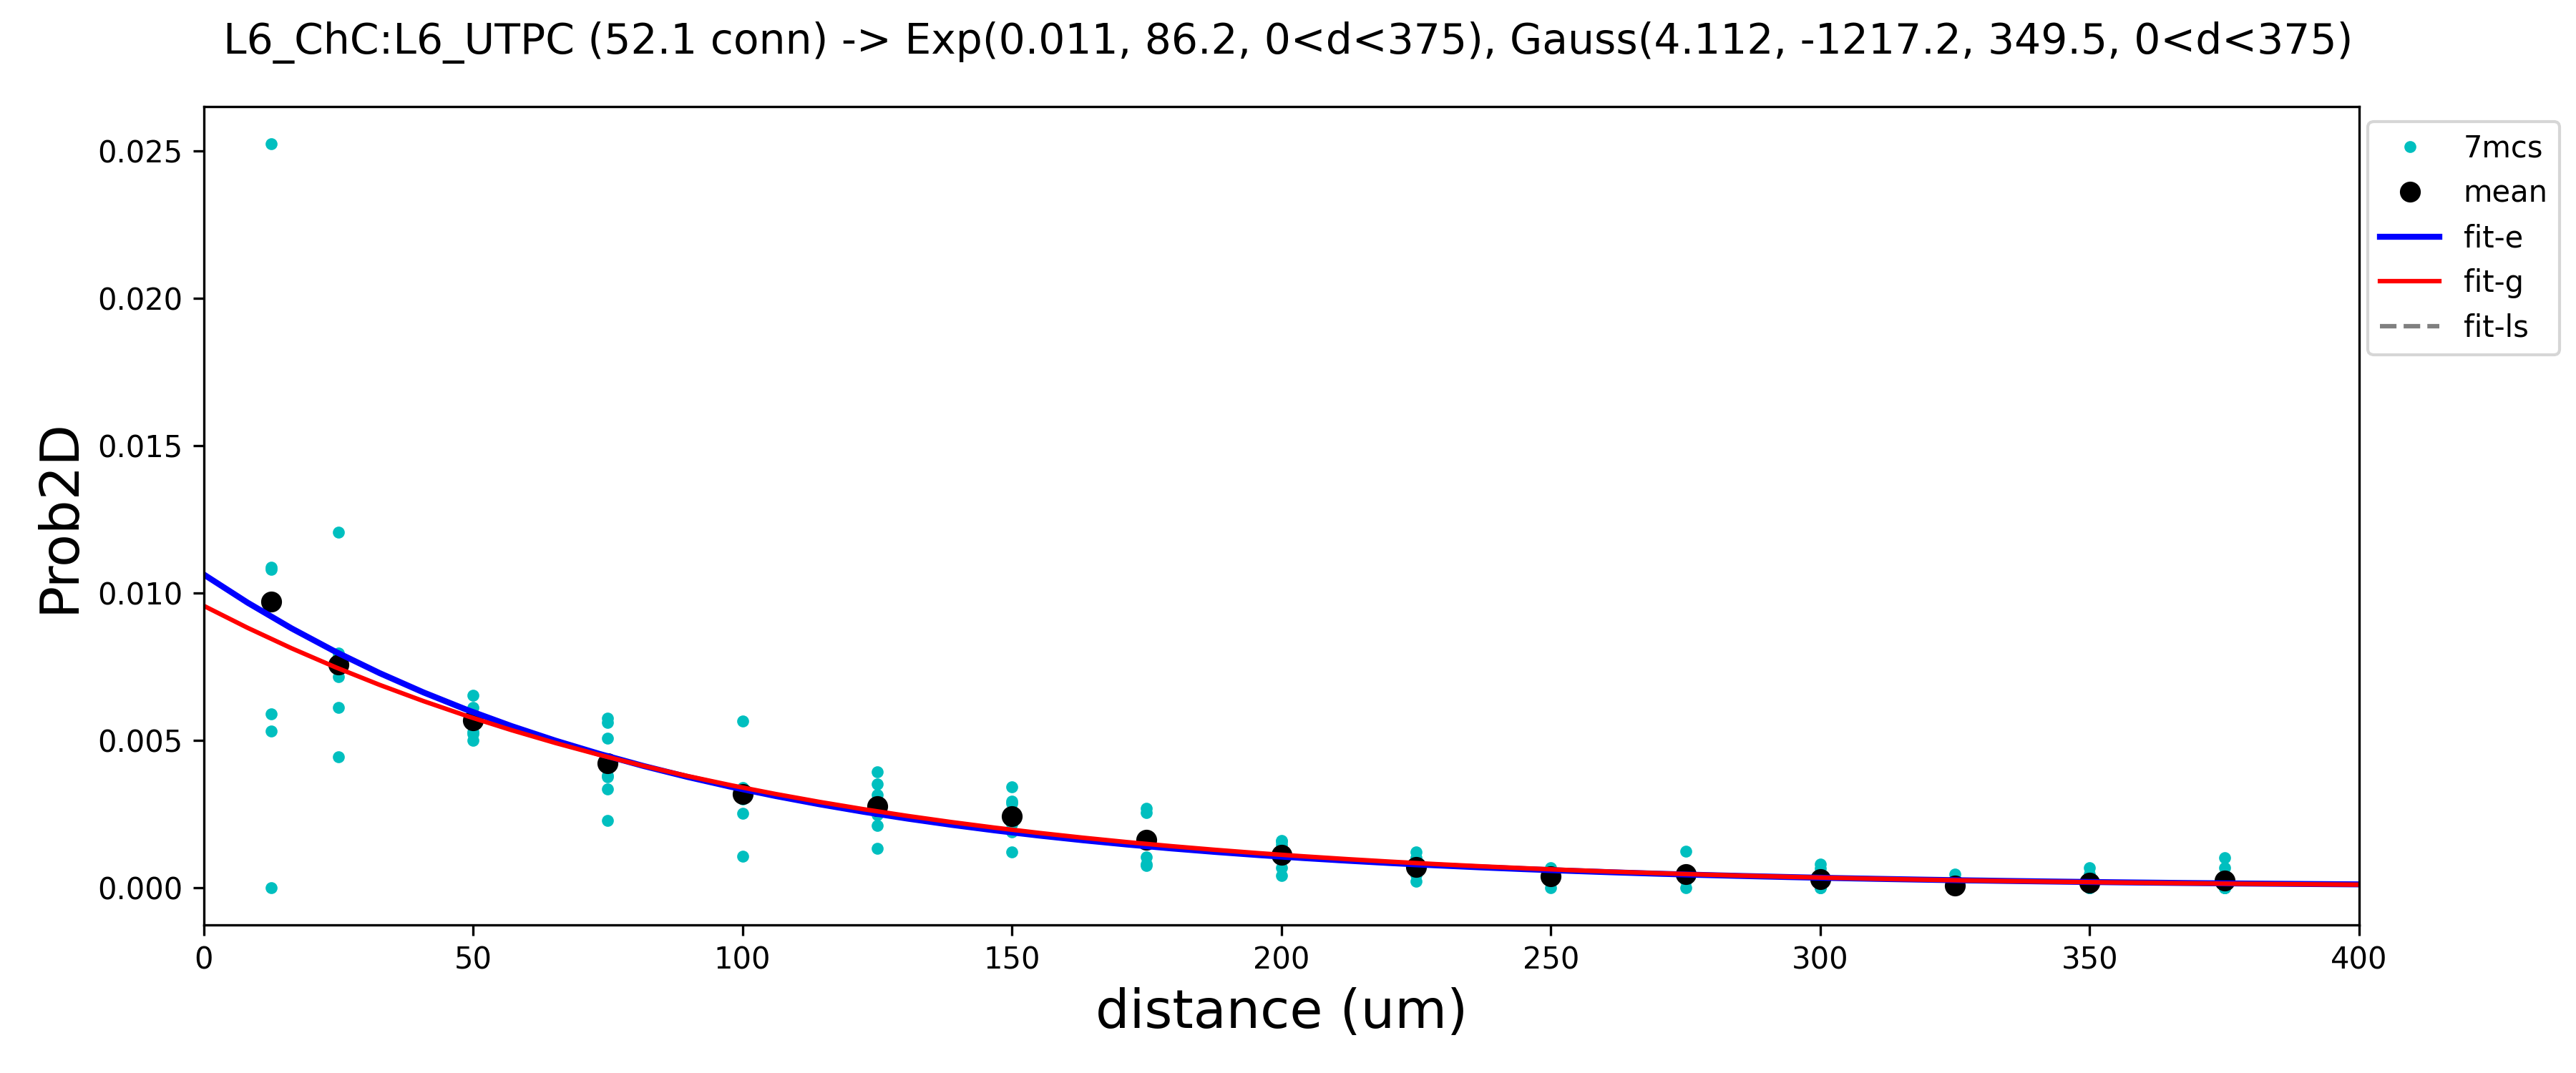 L6_ChC:L6_UTPC (52.1 conn) -> Exp(0.011, 86.2, 0<d<375), Gauss(4.112, -1217.2, 349.5, 0<d<375)
0.025
0.020
0.015
0.010
0.005
0.000
Prob2D
0 50 100 150 200 250 300 350 400
distance (um)
7mcs
mean
fit-e
fit-g
fit-ls